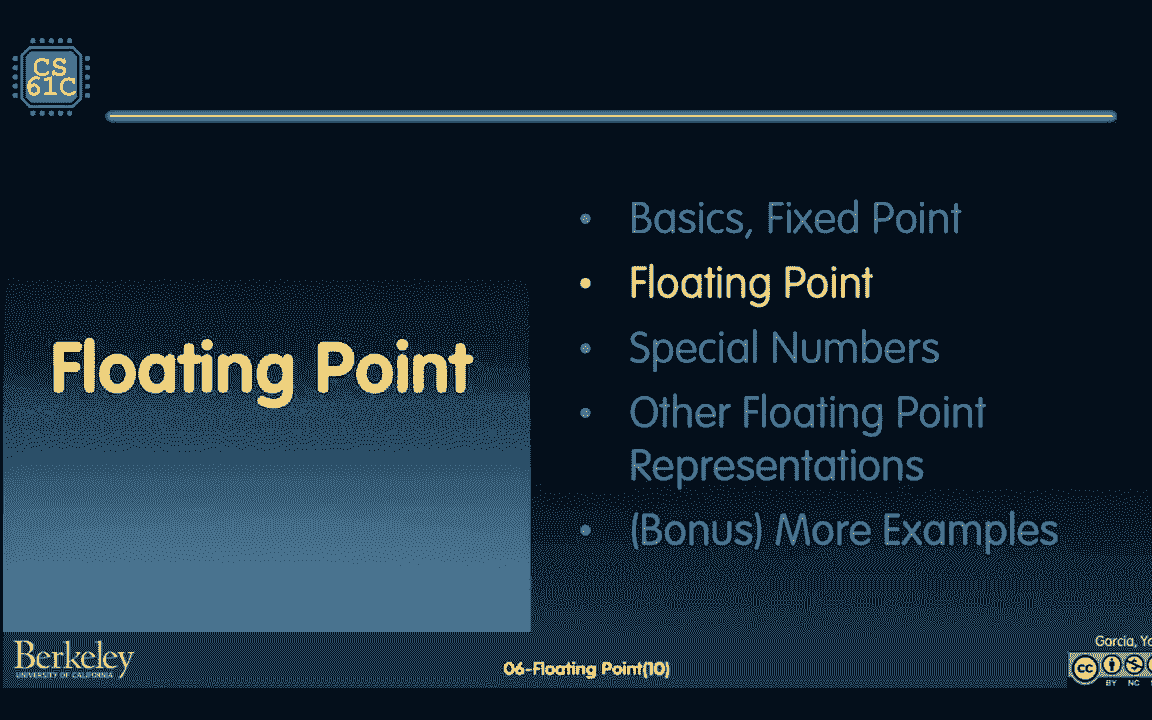 CS
61C
Floating Point
• Basics, Fixed Point
• Floating Point
• Special Numbers
• Other Floating Point
Representations
• (Bonus) More Examples
Berkeley
UNIVERSITY OF CALIFORNIA
06-Floating Point(10)
Garcia,
cc
BY NC